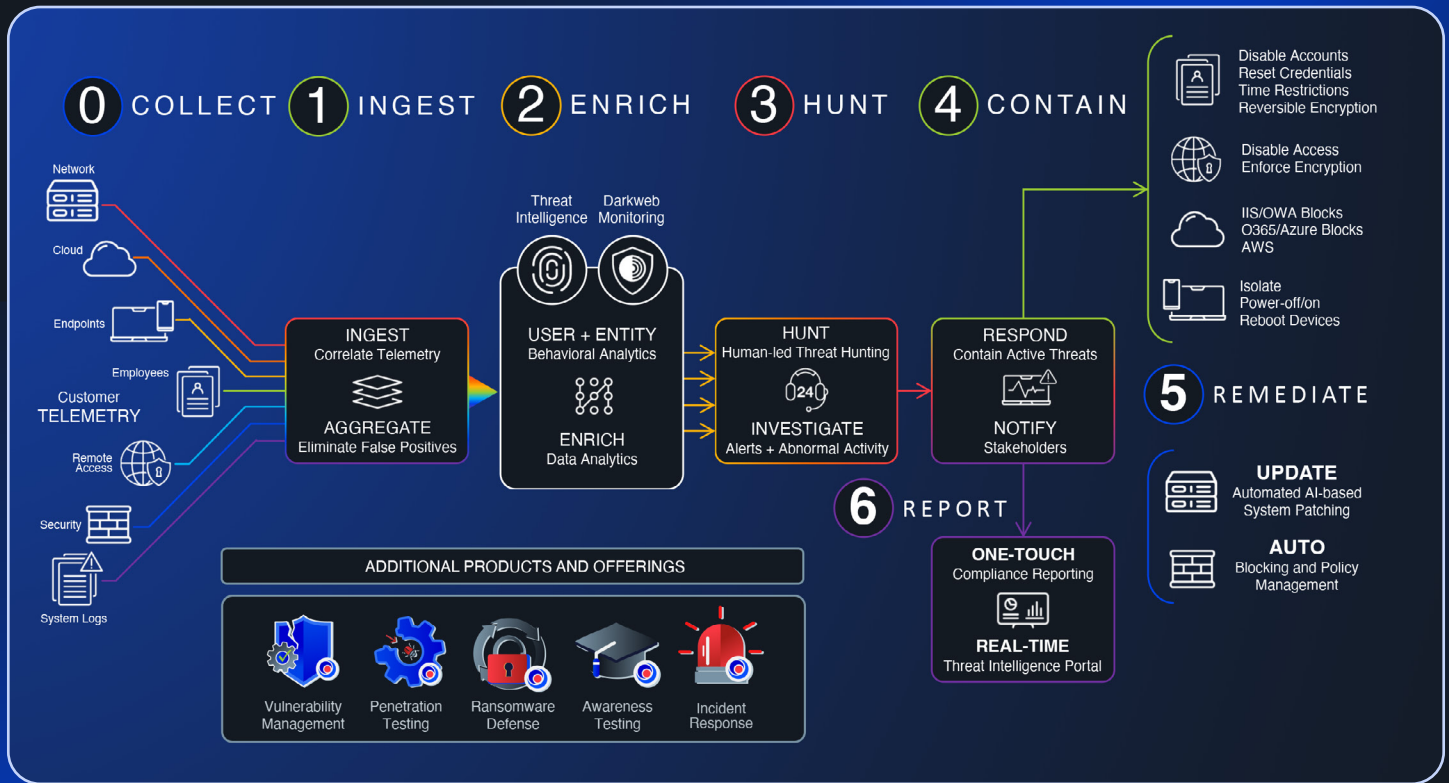 0 COLLECT
1 INGEST
2 ENRICH
3 HUNT
4 CONTAIN
Network
Cloud
Endpoints
Employees
Customer
TELEMETRY
Remote
Access
Security
System Logs
INGEST
Correlate Telemetry
AGGREGATE
Eliminate False Positives
Threat
Intelligence
Darkweb
Monitoring
USER + ENTITY
Behavioral Analytics
ENRICH
Data Analytics
HUNT
Human-led Threat Hunting
24
INVESTIGATE
Alerts + Abnormal Activity
RESPOND
Contain Active Threats
NOTIFY
Stakeholders
Disable Accounts
Reset Credentials
Time Restrictions
Reversible Encryption
Disable Access
Enforce Encryption
IIS/OWA Blocks
O365/Azure Blocks
AWS
Isolate
Power-off/on
Reboot Devices
5 REMEDIATE
UPDATE
Automated AI-based
System Patching
AUTO
Blocking and Policy
Management
6 REPORT
ONE-TOUCH
Compliance Reporting
REAL-TIME
Threat Intelligence Portal
ADDITIONAL PRODUCTS AND OFFERINGS
Vulnerability
Management
Penetration
Testing
Ransomware
Defense
Awareness
Testing
Incident
Response